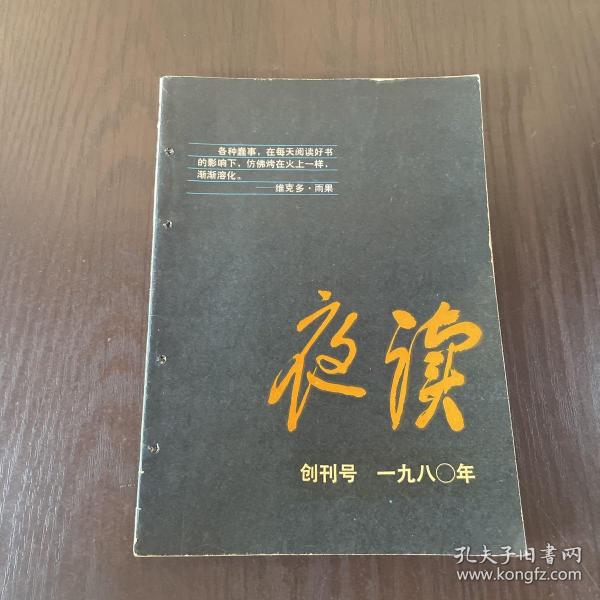 各种蠢事，在每天阅读好书
的影响下，仿佛烤在火上一样，
渐渐溶化。
——维克多·雨果
夜读
创刊号 一九八〇年
孔夫子旧書网
www.kongfz.com